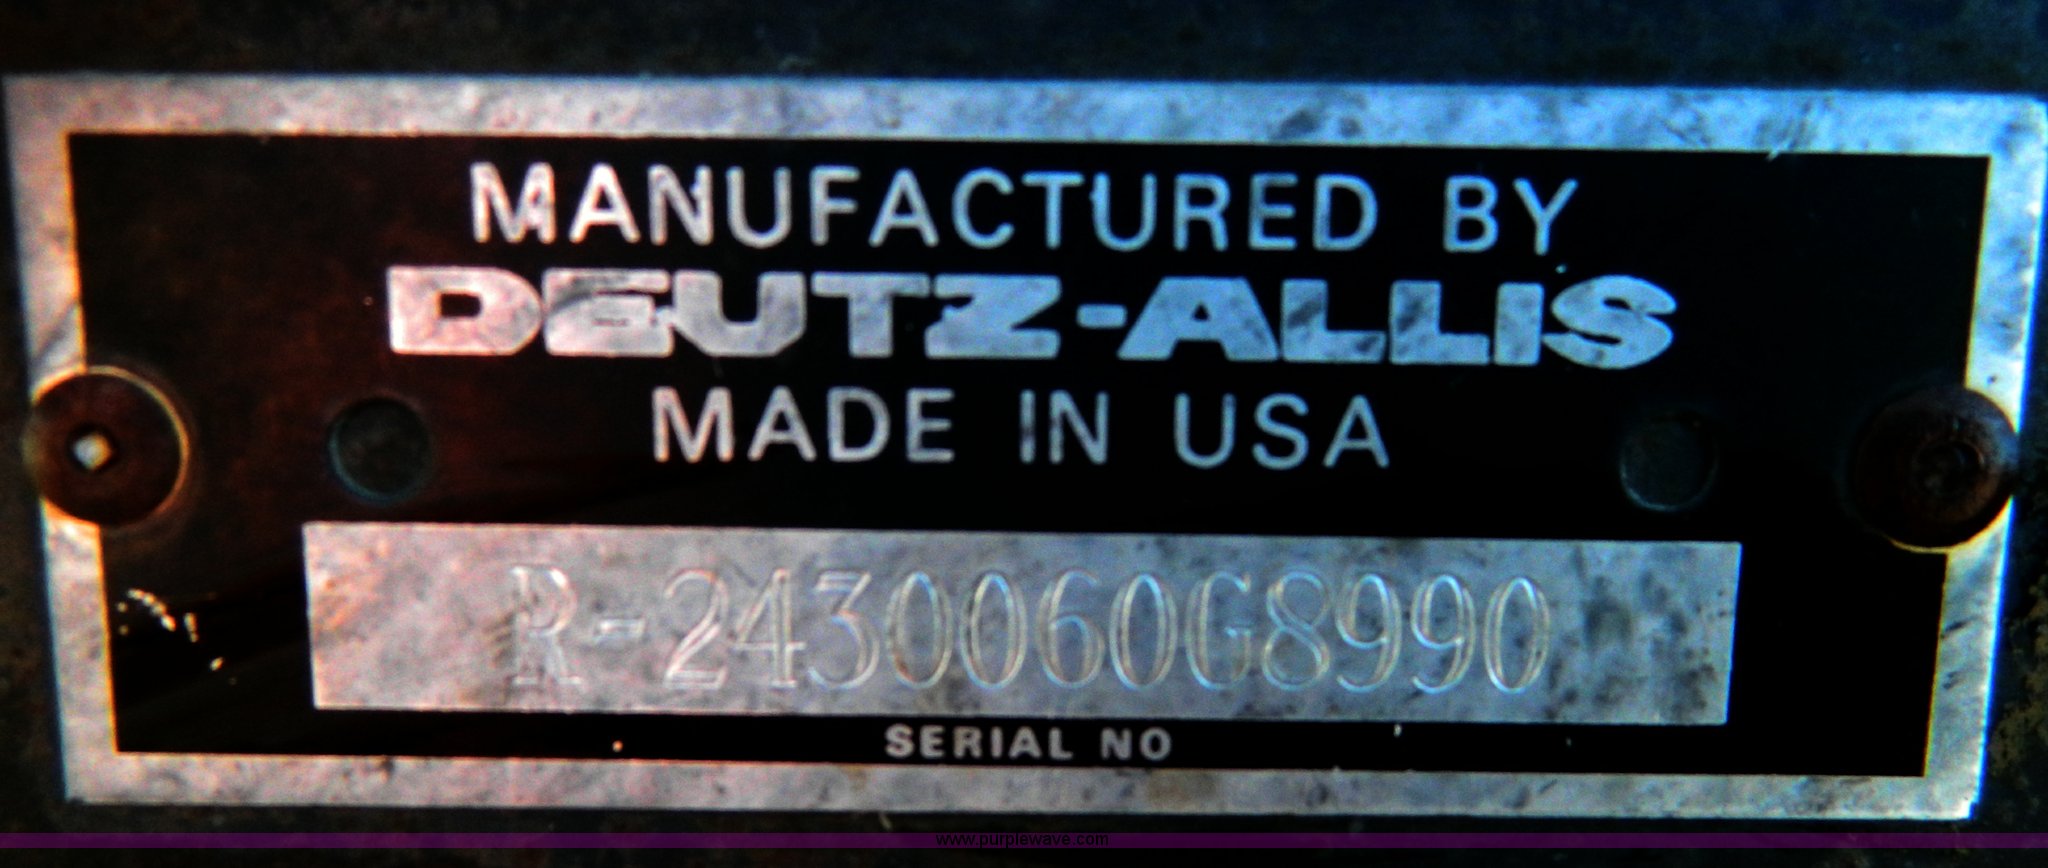 MANUFACTURED BY
DEUTZ-ALLIS
MADE IN USA
R-2430060G8990
SERIAL NO
www.purplewave.com